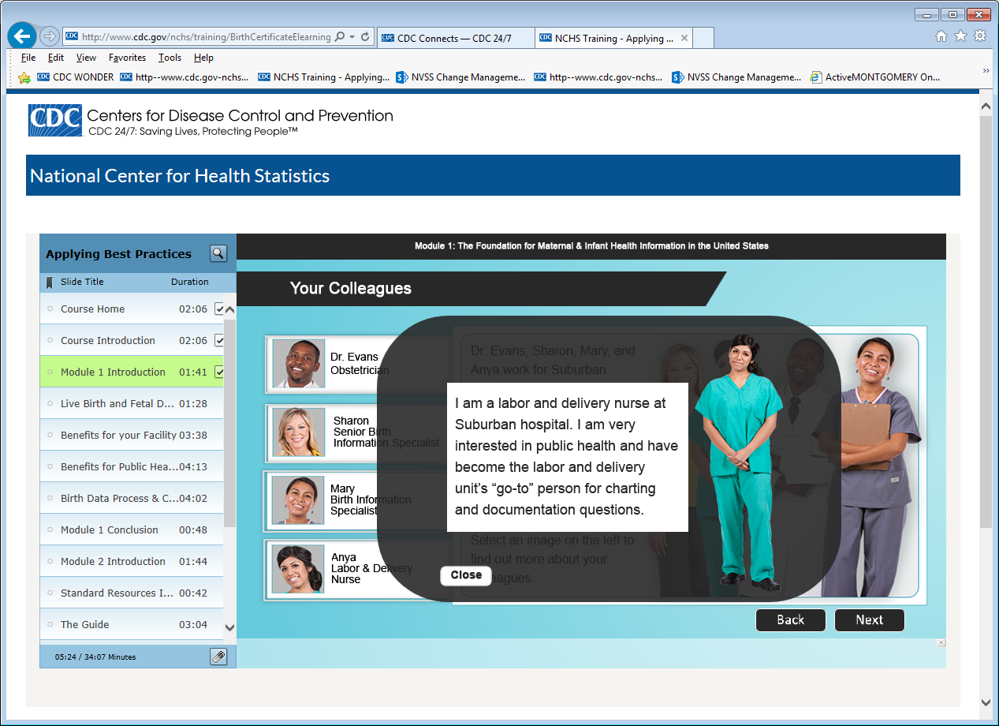 http://www.cdc.gov/nchs/training/BirthCertificateElearning
CDC Connects — CDC 24/7
NCHS Training - Applying ...
File Edit View Favorites Tools Help
CDC WONDER
http--www.cdc.gov-nchs...
NCHS Training - Applying...
NVSS Change Manageme...
http--www.cdc.gov-nchs...
NVSS Change Manageme...
ActiveMONTGOMERY On...
CDC
Centers for Disease Control and Prevention
CDC 24/7: Saving Lives, Protecting People™
National Center for Health Statistics
Applying Best Practices
Slide Title Duration
Course Home 02:06
Course Introduction 02:06
Module 1 Introduction 01:41
Live Birth and Fetal D... 01:28
Benefits for your Facility 03:38
Benefits for Public Hea... 04:13
Birth Data Process & C... 04:02
Module 1 Conclusion 00:48
Module 2 Introduction 01:44
Standard Resources I... 00:42
The Guide 03:04
05:24 / 34:07 Minutes
Module 1: The Foundation for Maternal & Infant Health Information in the United States
Your Colleagues
Dr. Evans
Obstetrician
Sharon
Senior Birth
Information Specialist
Mary
Birth Information
Specialist
Anya
Labor & Delivery
Nurse
Dr. Evans, Sharon, Mary, and
Anya work for Suburban
I am a labor and delivery nurse at
Suburban hospital. I am very
interested in public health and have
become the labor and delivery
unit's “go-to” person for charting
and documentation questions.
Select an image on the left to
find out more about your
Close
Back
Next